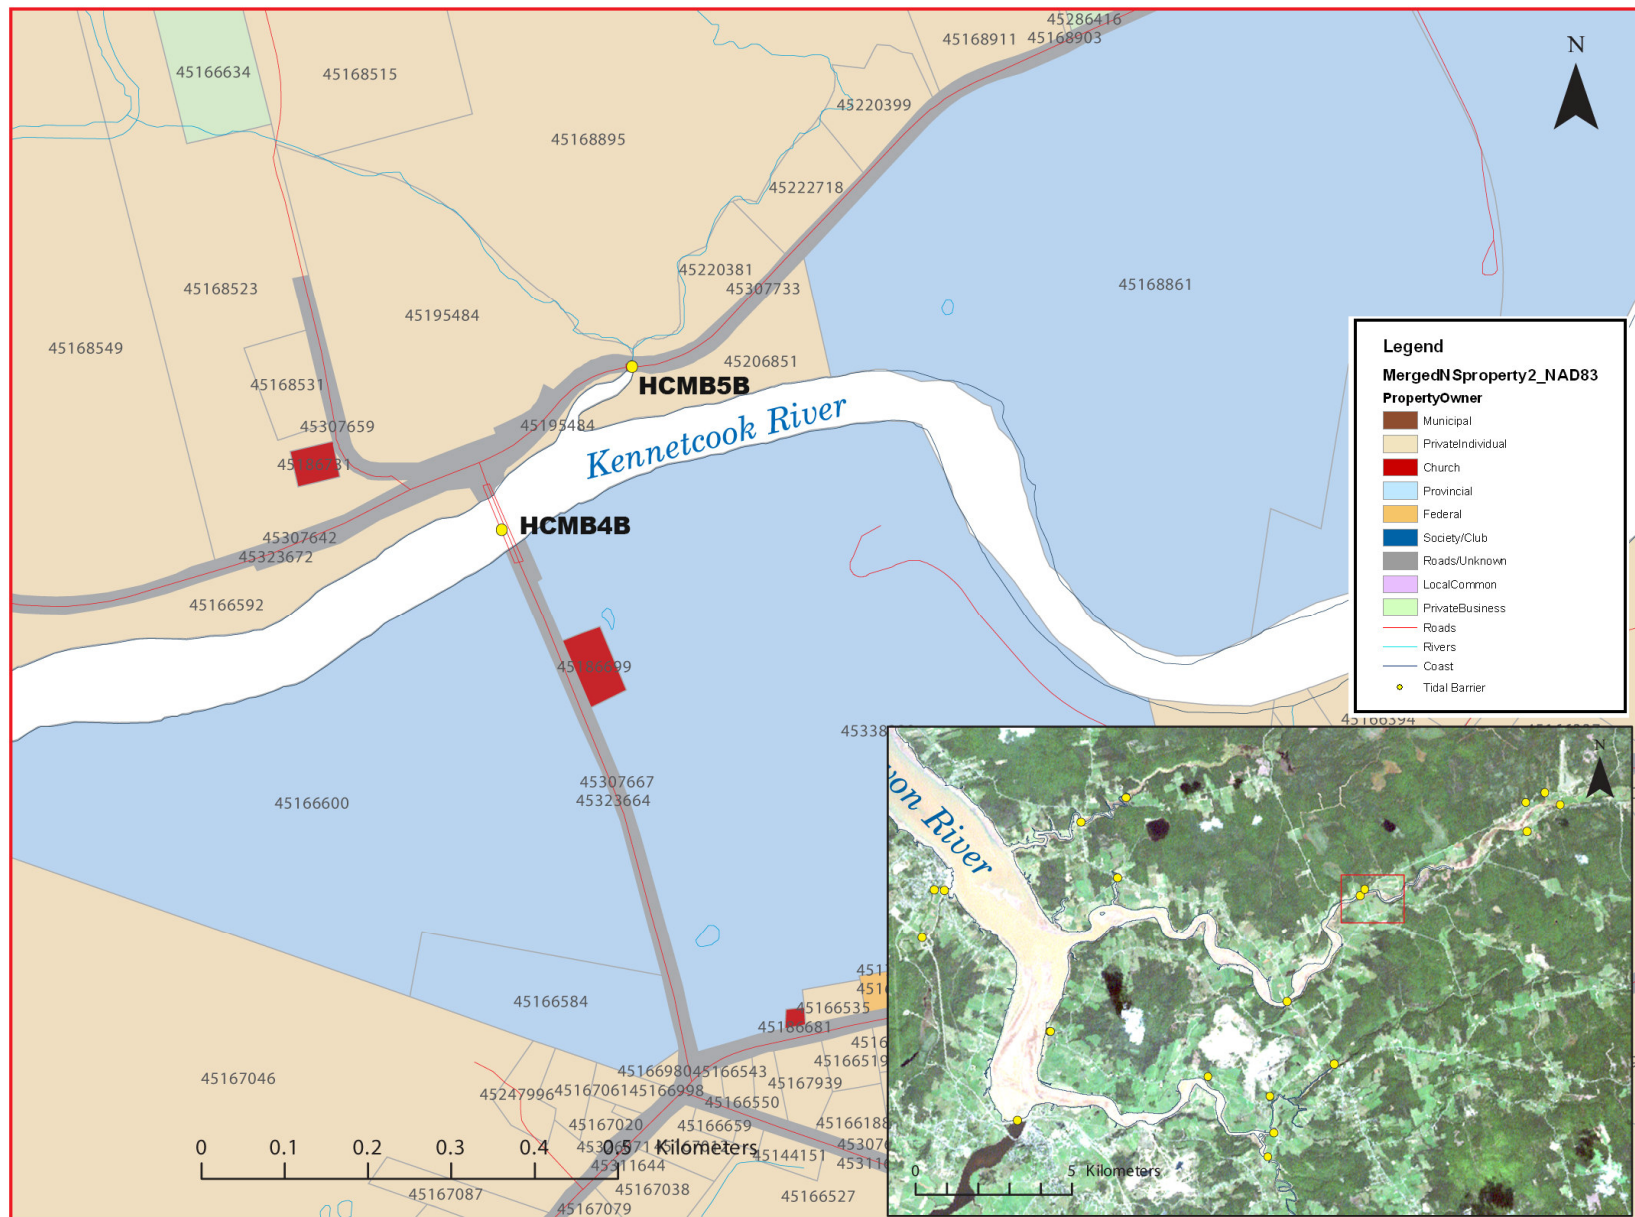 45286416
45168911
45168903
N
45166634
45168515
45220399
45168895
45222718
45220381
45307733
45168861
45168523
45195484
45168549
45206851
HCMB5B
45168531
Kennetcook River
45195484
45307659
HCMB4B
45307642
45323672
45166592
45186699
45307667
45323664
45166600
45166584
45166535
45166681
45167046
4516698045166543
45166519
45167939
45247996
45167061
45166998
45166550
45167020
45166659
45166188
45144151
45311644
45167038
45166527
45167087
45167079
0 0.1 0.2 0.3 0.4 0.5 Kilometers
Legend
MergedNSproperty2_NAD83
PropertyOwner
Municipal
PrivateIndividual
Church
Provincial
Federal
Society/Club
Roads/Unknown
LocalCommon
PrivateBusiness
Roads
Rivers
Coast
Tidal Barrier
45166394
N
von River
0 5 Kilometers